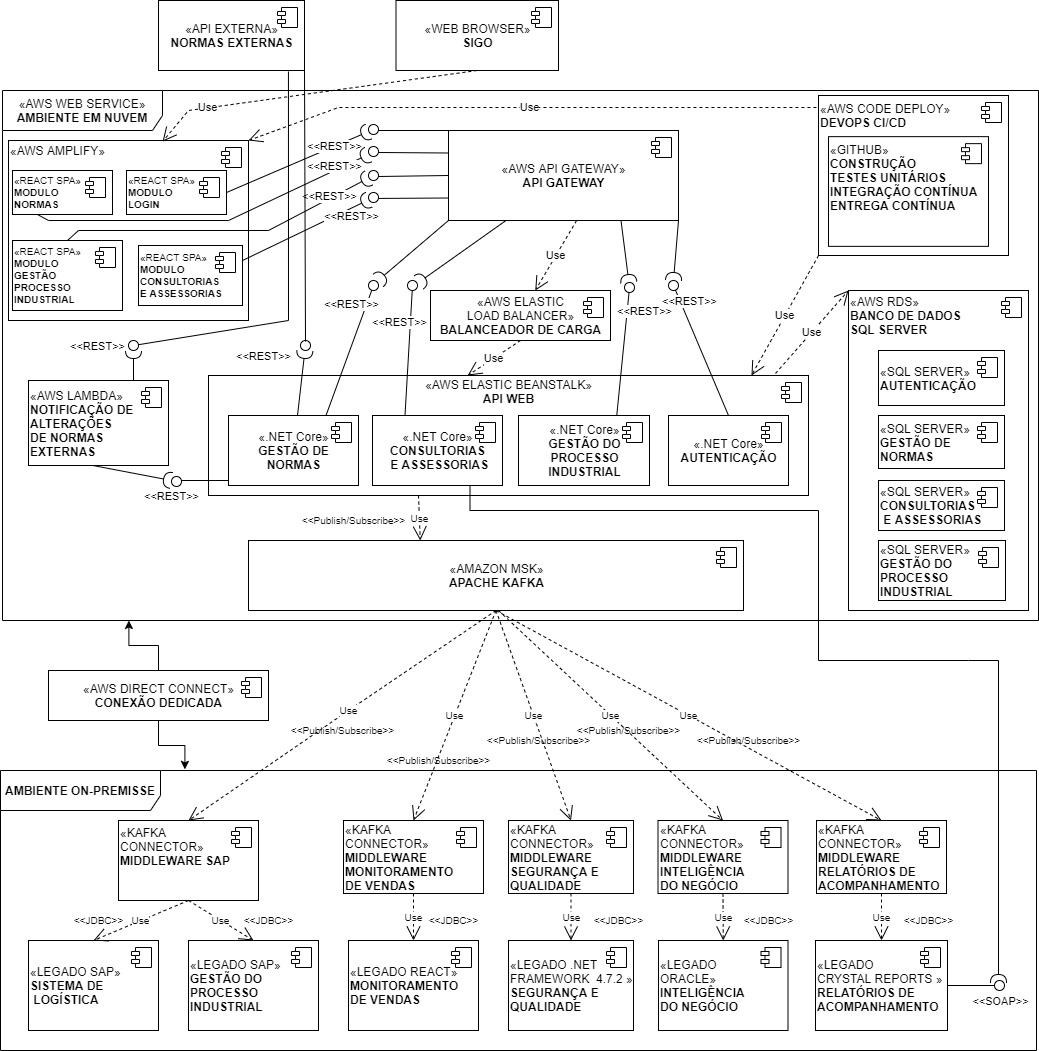 «API EXTERNA»
NORMAS EXTERNAS
«WEB BROWSER»
SIGO
«AWS WEB SERVICE»
AMBIENTE EM NUVEM
Use
Use
«AWS CODE DEPLOY»
DEVOPS CI/CD
«GITHUB»
CONSTRUÇÃO
TESTES UNITÁRIOS
INTEGRAÇÃO CONTÍNUA
ENTREGA CONTÍNUA
«AWS AMPLIFY»
«REACT SPA»
MODULO
NORMAS
«REACT SPA»
MODULO
LOGIN
«REACT SPA»
MODULO
GESTÃO
PROCESSO
INDUSTRIAL
«REACT SPA»
MODULO
CONSULTORIAS
E ASSESSORIAS
<<REST>>
<<REST>>
<<REST>>
<<REST>>
«AWS API GATEWAY»
API GATEWAY
Use
<<REST>>
<<REST>>
<<REST>>
<<REST>>
«AWS ELASTIC
LOAD BALANCER»
BALANCEADOR DE CARGA
Use
Use
Use
«AWS RDS»
BANCO DE DADOS
SQL SERVER
«SQL SERVER»
AUTENTICAÇÃO
«SQL SERVER»
GESTÃO DE
NORMAS
«SQL SERVER»
CONSULTORIAS
E ASSESSORIAS
«SQL SERVER»
GESTÃO DO
PROCESSO
INDUSTRIAL
<<REST>>
<<REST>>
«AWS LAMBDA»
NOTIFICAÇÃO DE
ALTERAÇÕES
DE NORMAS
EXTERNAS
<<REST>>
«AWS ELASTIC BEANSTALK»
API WEB
«.NET Core»
GESTÃO DE
NORMAS
«.NET Core»
CONSULTORIAS
E ASSESSORIAS
«.NET Core»
GESTÃO DO
PROCESSO
INDUSTRIAL
«.NET Core»
AUTENTICAÇÃO
<<Publish/Subscribe>>
Use
«AMAZON MSK»
APACHE KAFKA
«AWS DIRECT CONNECT»
CONEXÃO DEDICADA
Use
<<Publish/Subscribe>>
Use
<<Publish/Subscribe>>
Use
<<Publish/Subscribe>>
Use
<<Publish/Subscribe>>
Use
<<Publish/Subscribe>>
AMBIENTE ON-PREMISSE
«KAFKA
CONNECTOR»
MIDDLEWARE SAP
«KAFKA
CONNECTOR»
MIDDLEWARE
MONITORAMENTO
DE VENDAS
«KAFKA
CONNECTOR»
MIDDLEWARE
SEGURANÇA E
QUALIDADE
«KAFKA
CONNECTOR»
MIDDLEWARE
INTELIGÊNCIA
DO NEGÓCIO
«KAFKA
CONNECTOR»
MIDDLEWARE
RELATÓRIOS DE
ACOMPANHAMENTO
<<JDBC>>
Use
Use
<<JDBC>>
Use
<<JDBC>>
Use
<<JDBC>>
Use
<<JDBC>>
Use
<<JDBC>>
«LEGADO SAP»
SISTEMA DE
LOGÍSTICA
«LEGADO SAP»
GESTÃO DO
PROCESSO
INDUSTRIAL
«LEGADO REACT»
MONITORAMENTO
DE VENDAS
«LEGADO .NET
FRAMEWORK 4.7.2 »
SEGURANÇA E
QUALIDADE
«LEGADO
ORACLE»
INTELIGÊNCIA
DO NEGÓCIO
«LEGADO
CRYSTAL REPORTS »
RELATÓRIOS DE
ACOMPANHAMENTO
<<SOAP>>